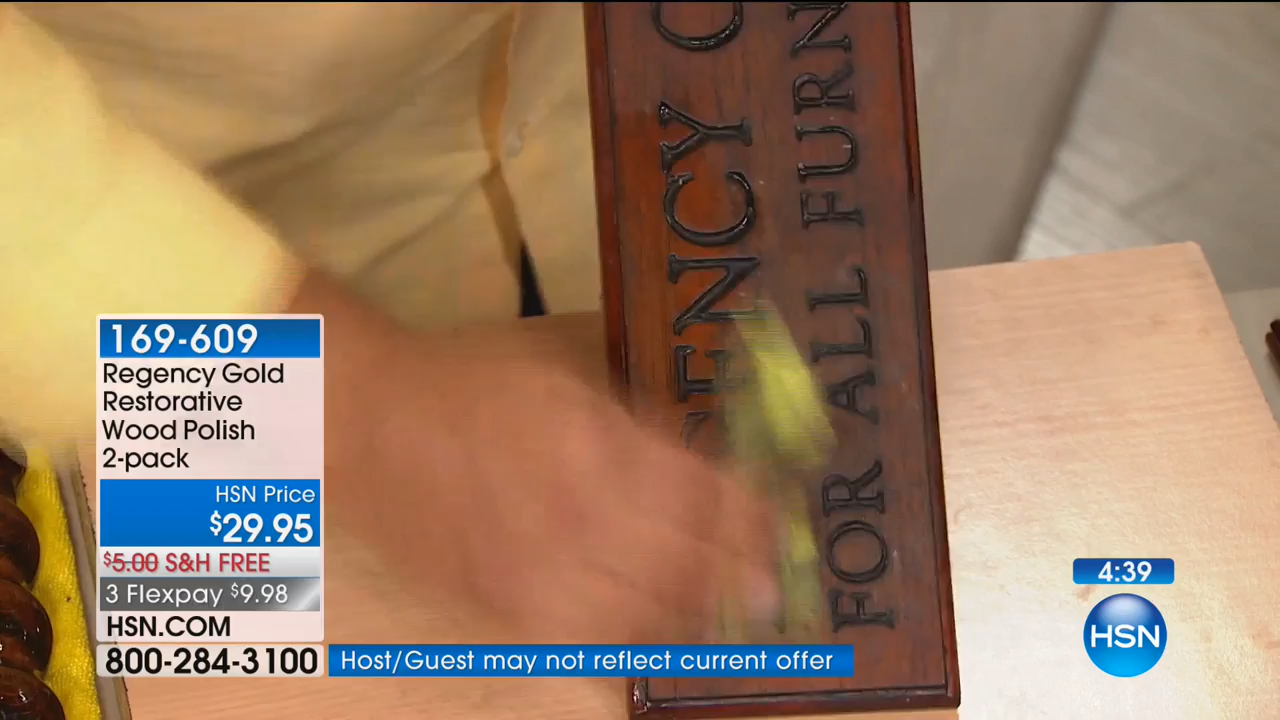 GENCY
FOR ALL FURN
169-609
Regency Gold
Restorative
Wood Polish
2-pack
HSN Price
$29.95
$5.00 S&H FREE
3 Flexpay $9.98
HSN.COM
800-284-3100
Host/Guest may not reflect current offer
4:39
HSN